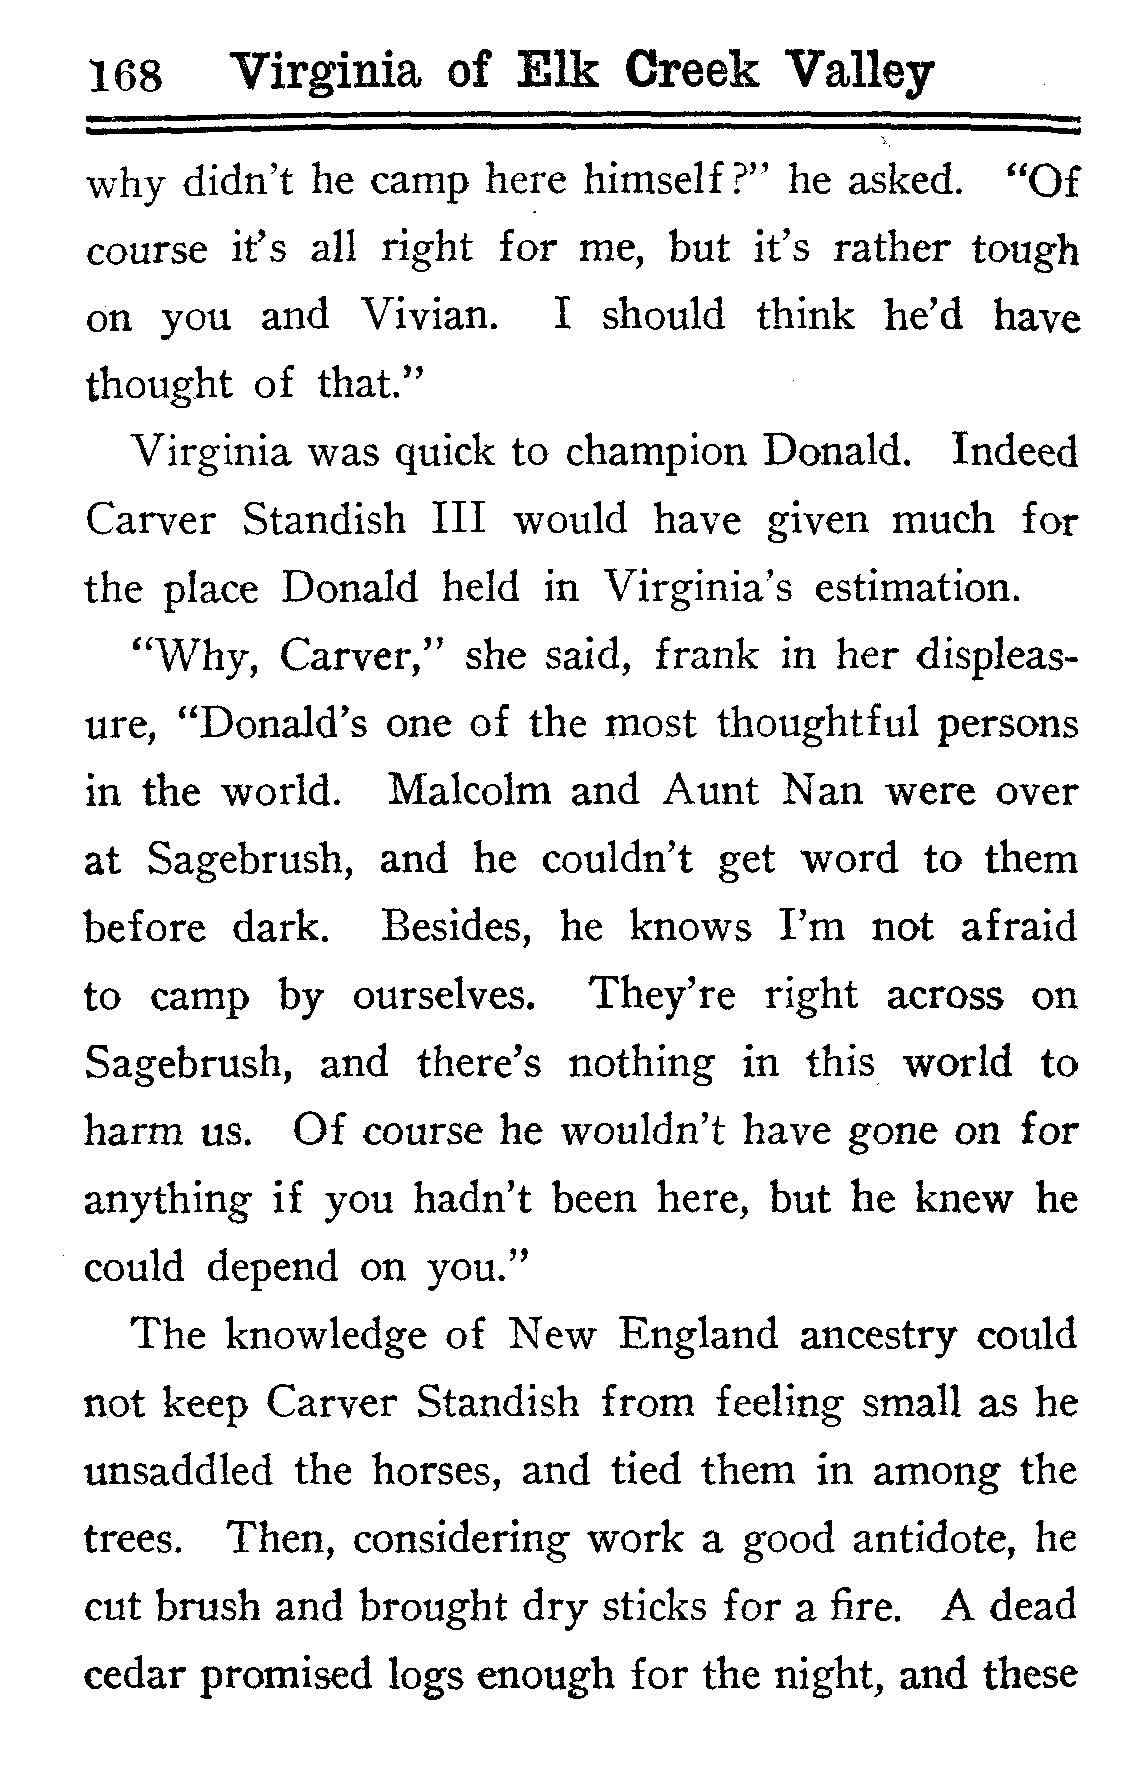 168 Virginia of Elk Creek Valley
why didn't he camp here himself?" he asked. "Of
course it's all right for me, but it's rather tough
on you and Vivian. I should think he'd have
thought of that."
Virginia was quick to champion Donald. Indeed
Carver Standish III would have given much for
the place Donald held in Virginia's estimation.
"Why, Carver," she said, frank in her displeas-
ure, "Donald's one of the most thoughtful persons
in the world. Malcolm and Aunt Nan were over
at Sagebrush, and he couldn't get word to them
before dark. Besides, he knows I'm not afraid
to camp by ourselves. They're right across on
Sagebrush, and there's nothing in this world to
harm us. Of course he wouldn't have gone on for
anything if you hadn't been here, but he knew he
could depend on you."
The knowledge of New England ancestry could
not keep Carver Standish from feeling small as he
unsaddled the horses, and tied them in among the
trees. Then, considering work a good antidote, he
cut brush and brought dry sticks for a fire. A dead
cedar promised logs enough for the night, and these